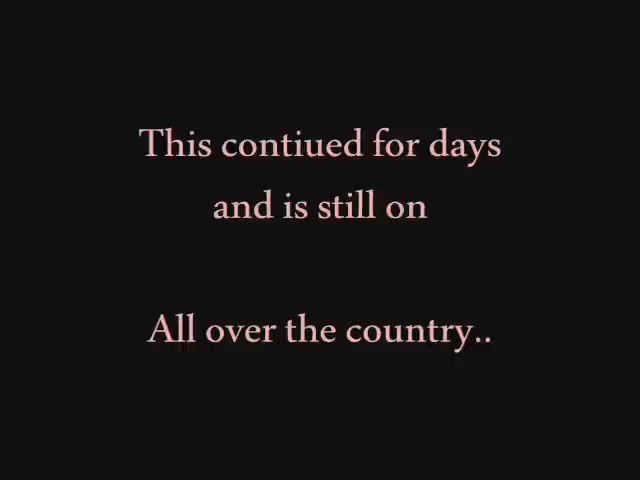 This contiued for days
and is still on
All over the country..